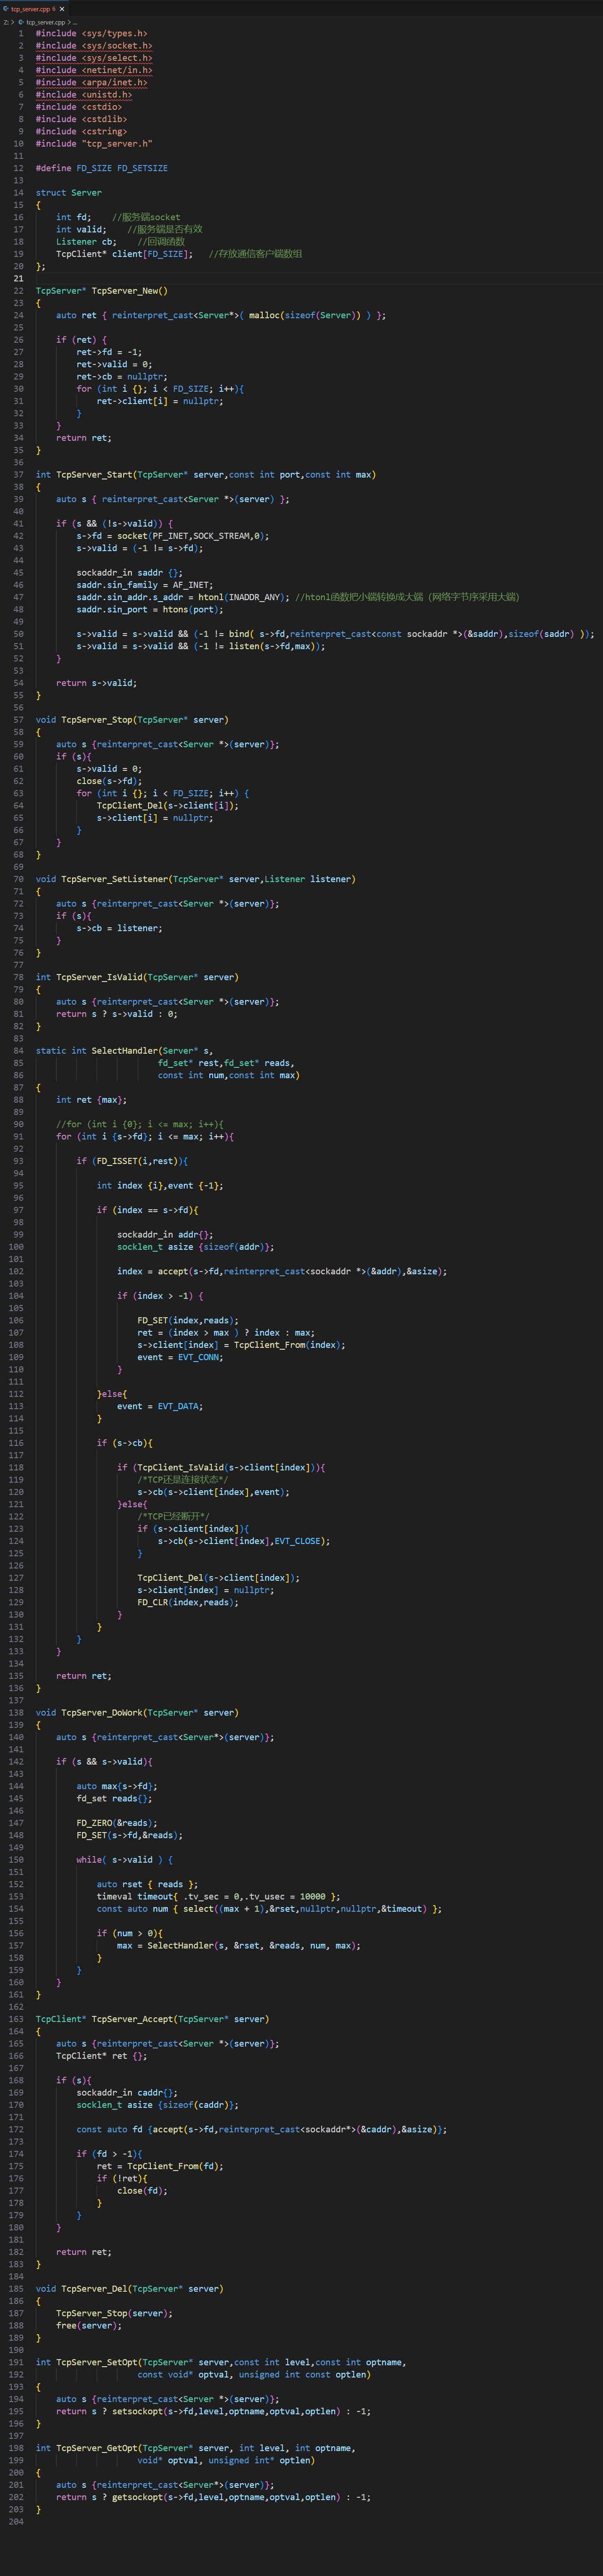 tcp_server.cpp 6 ×
Z: > tcp_server.cpp > ...
1 #include <sys/types.h>
2 #include <sys/socket.h>
3 #include <sys/select.h>
4 #include <netinet/in.h>
5 #include <arpa/inet.h>
6 #include <unistd.h>
7 #include <cstdio>
8 #include <cstdlib>
9 #include <cstring>
10 #include "tcp_server.h"
11
12 #define FD_SIZE FD_SETSIZE
13
14 struct Server
15 {
16     int fd;    //服务端socket
17     int valid;    //服务端是否有效
18     Listener cb;    //回调函数
19     TcpClient* client[FD_SIZE];   //存放通信客户端数组
20 };
21
22 TcpServer* TcpServer_New()
23 {
24     auto ret { reinterpret_cast<Server*>( malloc(sizeof(Server)) ) };
25
26     if (ret) {
27         ret->fd = -1;
28         ret->valid = 0;
29         ret->cb = nullptr;
30         for (int i {}; i < FD_SIZE; i++){
31             ret->client[i] = nullptr;
32         }
33     }
34     return ret;
35 }
36
37 int TcpServer_Start(TcpServer* server,const int port,const int max)
38 {
39     auto s { reinterpret_cast<Server *>(server) };
40
41     if (s && (!s->valid)) {
42         s->fd = socket(PF_INET,SOCK_STREAM,0);
43         s->valid = (-1 != s->fd);
44
45         sockaddr_in saddr {};
46         saddr.sin_family = AF_INET;
47         saddr.sin_addr.s_addr = htonl(INADDR_ANY); //htonl函数把小端转换成大端（网络字节序采用大端）
48         saddr.sin_port = htons(port);
49
50         s->valid = s->valid && (-1 != bind( s->fd,reinterpret_cast<const sockaddr *>(&saddr),sizeof(saddr) ));
51         s->valid = s->valid && (-1 != listen(s->fd,max));
52     }
53
54     return s->valid;
55 }
56
57 void TcpServer_Stop(TcpServer* server)
58 {
59     auto s {reinterpret_cast<Server *>(server)};
60     if (s){
61         s->valid = 0;
62         close(s->fd);
63         for (int i {}; i < FD_SIZE; i++) {
64             TcpClient_Del(s->client[i]);
65             s->client[i] = nullptr;
66         }
67     }
68 }
69
70 void TcpServer_SetListener(TcpServer* server,Listener listener)
71 {
72     auto s {reinterpret_cast<Server *>(server)};
73     if (s){
74         s->cb = listener;
75     }
76 }
77
78 int TcpServer_IsValid(TcpServer* server)
79 {
80     auto s {reinterpret_cast<Server *>(server)};
81     return s ? s->valid : 0;
82 }
83
84 static int SelectHandler(Server* s,
85                         fd_set* rest,fd_set* reads,
86                         const int num,const int max)
87 {
88     int ret {max};
89
90     //for (int i {0}; i <= max; i++){
91     for (int i {s->fd}; i <= max; i++){
92
93         if (FD_ISSET(i,rest)){
94
95             int index {i},event {-1};
96
97             if (index == s->fd){
98
99                 sockaddr_in addr{};
100                 socklen_t asize {sizeof(addr)};
101
102                 index = accept(s->fd,reinterpret_cast<sockaddr *>(&addr),&asize);
103
104                 if (index > -1) {
105
106                     FD_SET(index,reads);
107                     ret = (index > max ) ? index : max;
108                     s->client[index] = TcpClient_From(index);
109                     event = EVT_CONN;
110                 }
111
112             }else{
113                 event = EVT_DATA;
114             }
115
116             if (s->cb){
117
118                 if (TcpClient_IsValid(s->client[index])){
119                     /*TCP还是连接状态*/
120                     s->cb(s->client[index],event);
121                 }else{
122                     /*TCP已经断开*/
123                     if (s->client[index]){
124                         s->cb(s->client[index],EVT_CLOSE);
125                     }
126
127                     TcpClient_Del(s->client[index]);
128                     s->client[index] = nullptr;
129                     FD_CLR(index,reads);
130                 }
131             }
132         }
133     }
134
135     return ret;
136 }
137
138 void TcpServer_DoWork(TcpServer* server)
139 {
140     auto s {reinterpret_cast<Server*>(server)};
141
142     if (s && s->valid){
143
144         auto max{s->fd};
145         fd_set reads{};
146
147         FD_ZERO(&reads);
148         FD_SET(s->fd,&reads);
149
150         while( s->valid ) {
151
152             auto rset { reads };
153             timeval timeout{ .tv_sec = 0,.tv_usec = 10000 };
154             const auto num { select((max + 1),&rset,nullptr,nullptr,&timeout) };
155
156             if (num > 0){
157                 max = SelectHandler(s, &rset, &reads, num, max);
158             }
159         }
160     }
161 }
162
163 TcpClient* TcpServer_Accept(TcpServer* server)
164 {
165     auto s {reinterpret_cast<Server *>(server)};
166     TcpClient* ret {};
167
168     if (s){
169         sockaddr_in caddr{};
170         socklen_t asize {sizeof(caddr)};
171
172         const auto fd {accept(s->fd,reinterpret_cast<sockaddr*>(&caddr),&asize)};
173
174         if (fd > -1){
175             ret = TcpClient_From(fd);
176             if (!ret){
177                 close(fd);
178             }
179         }
180     }
181
182     return ret;
183 }
184
185 void TcpServer_Del(TcpServer* server)
186 {
187     TcpServer_Stop(server);
188     free(server);
189 }
190
191 int TcpServer_SetOpt(TcpServer* server,const int level,const int optname,
192                     const void* optval, unsigned int const optlen)
193 {
194     auto s {reinterpret_cast<Server *>(server)};
195     return s ? setsockopt(s->fd,level,optname,optval,optlen) : -1;
196 }
197
198 int TcpServer_GetOpt(TcpServer* server, int level, int optname,
199                     void* optval, unsigned int* optlen)
200 {
201     auto s {reinterpret_cast<Server*>(server)};
202     return s ? getsockopt(s->fd,level,optname,optval,optlen) : -1;
203 }
204